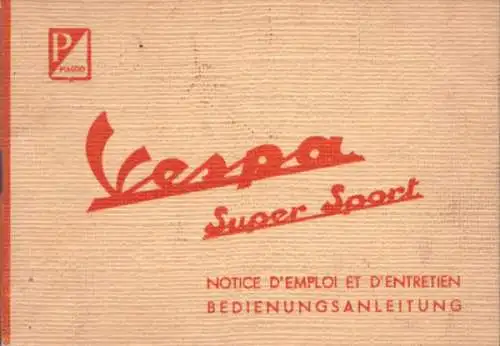 P
PIAGGIO
Vespa
Super Sport
NOTICE D'EMPLOI ET D'ENTRETIEN
BEDIENUNGSANLEITUNG